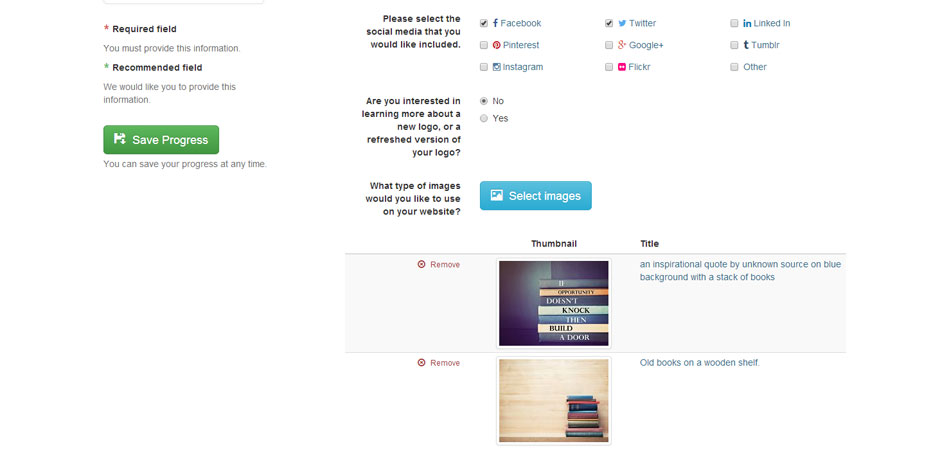 * Required field
You must provide this information.
* Recommended field
We would like you to provide this
information.
Save Progress
You can save your progress at any time.
Please select the
social media that you
would like included.
Facebook
Twitter
Linked In
Pinterest
Google+
Tumblr
Instagram
Flickr
Other
Are you interested in
learning more about a
new logo, or a
refreshed version of
your logo?
No
Yes
What type of images
would you like to use
on your website?
Select images
Thumbnail
Title
Remove
IF
OPPORTUNITY
DOESN'T
KNOCK
THEN
BUILD
A DOOR
an inspirational quote by unknown source on blue
background with a stack of books
Remove
Old books on a wooden shelf.